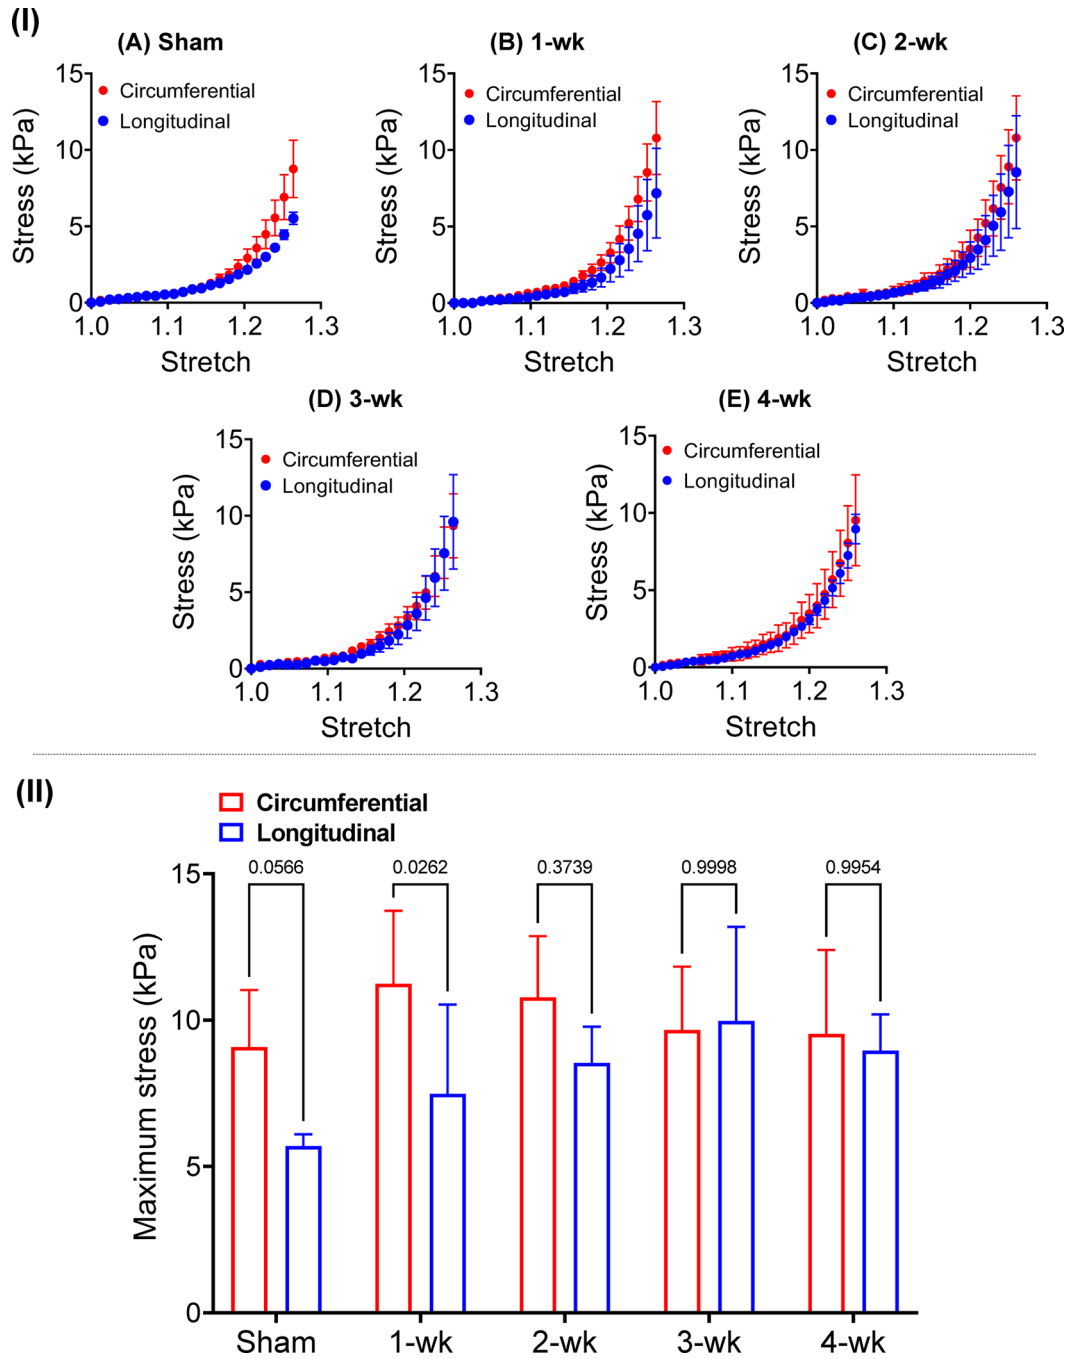 (I)
(A) Sham
15
10
5
0
1.0
1.1
1.2
1.3
Stress (kPa)
Stretch
Circumferential
Longitudinal
(B) 1-wk
15
10
5
0
1.0
1.1
1.2
1.3
Stress (kPa)
Stretch
Circumferential
Longitudinal
(C) 2-wk
15
10
5
0
1.0
1.1
1.2
1.3
Stress (kPa)
Stretch
Circumferential
Longitudinal
(D) 3-wk
15
10
5
0
1.0
1.1
1.2
1.3
Stress (kPa)
Stretch
Circumferential
Longitudinal
(E) 4-wk
15
10
5
0
1.0
1.1
1.2
1.3
Stress (kPa)
Stretch
Circumferential
Longitudinal
(II)
Circumferential
Longitudinal
0.0566
0.0262
0.3739
0.9998
0.9954
15
10
5
0
Maximum stress (kPa)
Sham
1-wk
2-wk
3-wk
4-wk